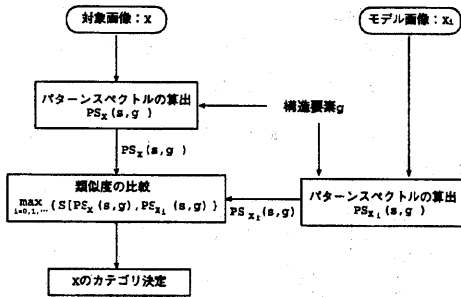 対象画像：X
モデル画像：Xi
パターンスペクトルの算出
PSX(s,g )
構造要素g
PSX(s,g )
類似度の比較
max {S[PSX(s,g),PSXi(s,g)}
i=0,1,…
PSXi(s,g)
パターンスペクトルの算出
PSXi(s,g )
Xのカテゴリ決定